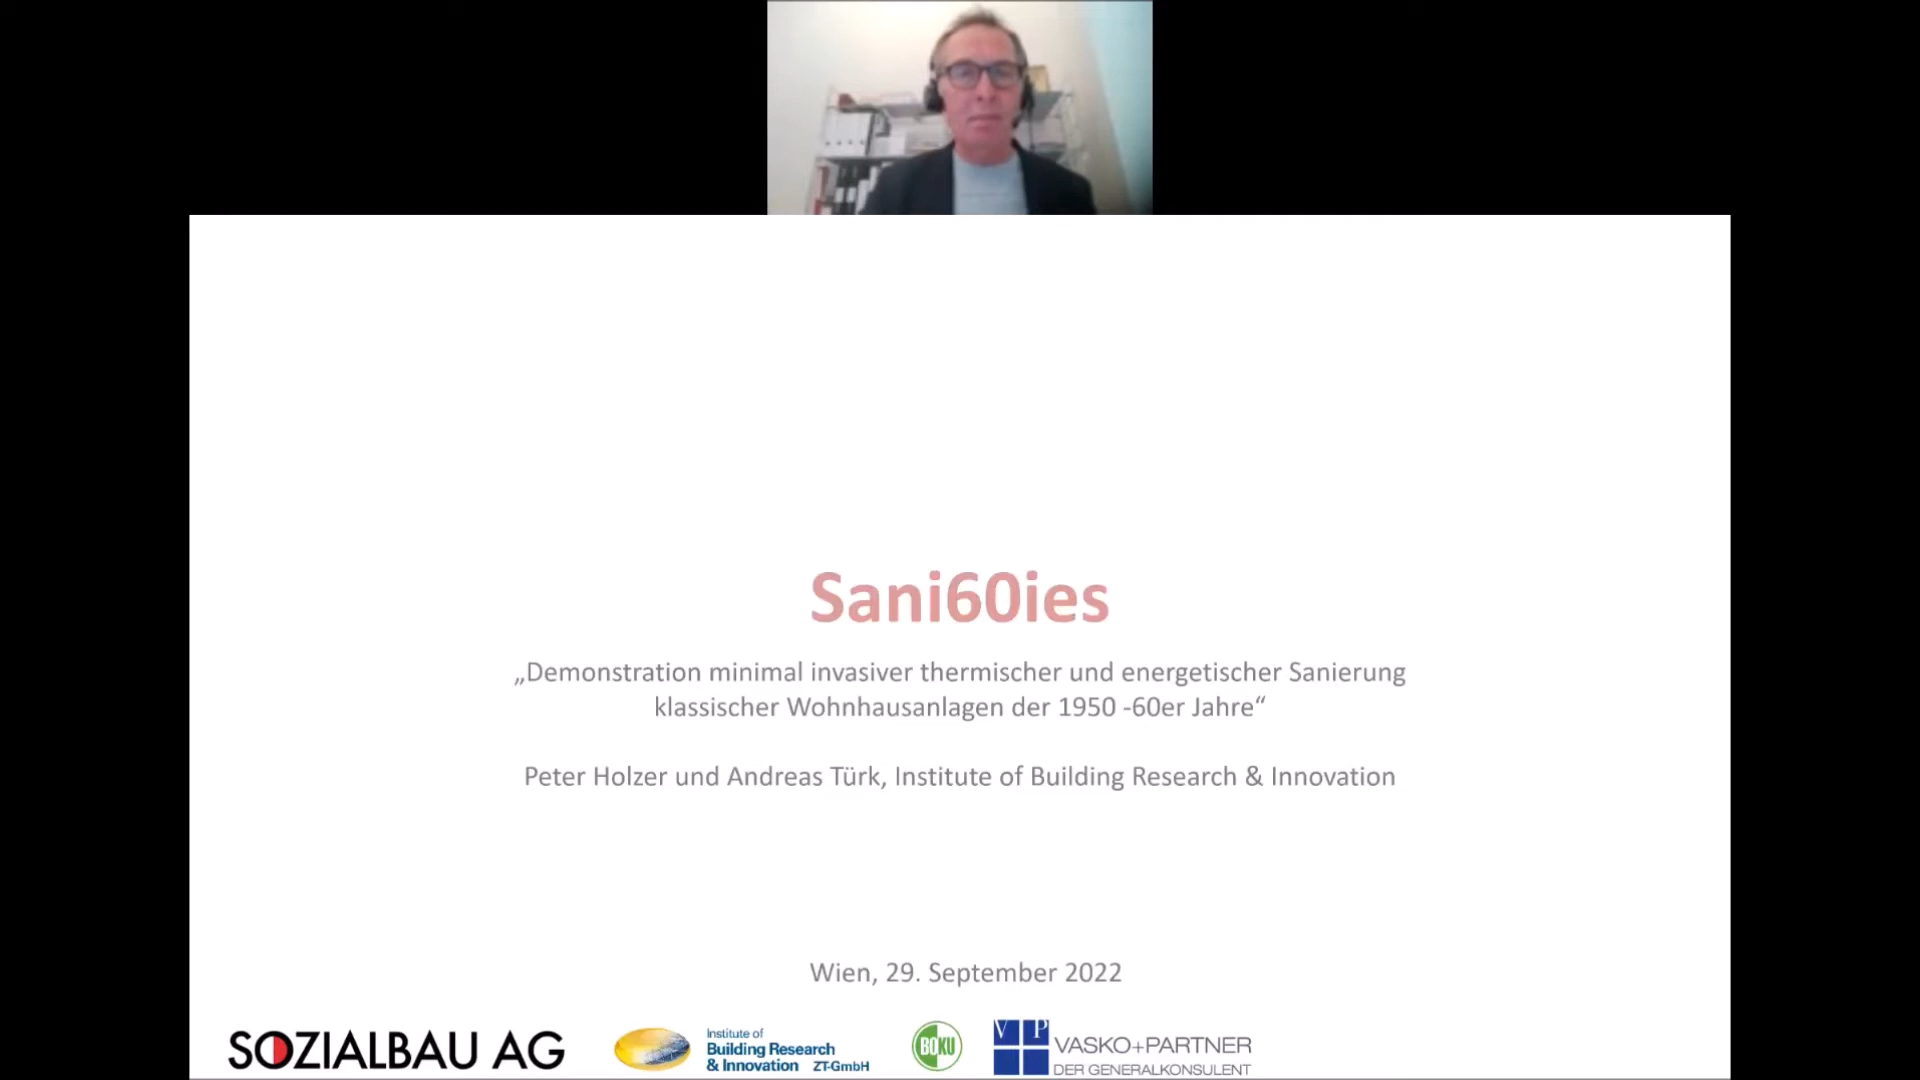 Sani60ies
„Demonstration minimal invasiver thermischer und energetischer Sanierung
klassischer Wohnhausanlagen der 1950 -60er Jahre“
Peter Holzer und Andreas Türk, Institute of Building Research & Innovation
Wien, 29. September 2022
SOZIALBAU AG
Institute of
Building Research
& Innovation ZT-GmbH
BOKU
VP
VASKO+PARTNER
DER GENERALKONSULENT